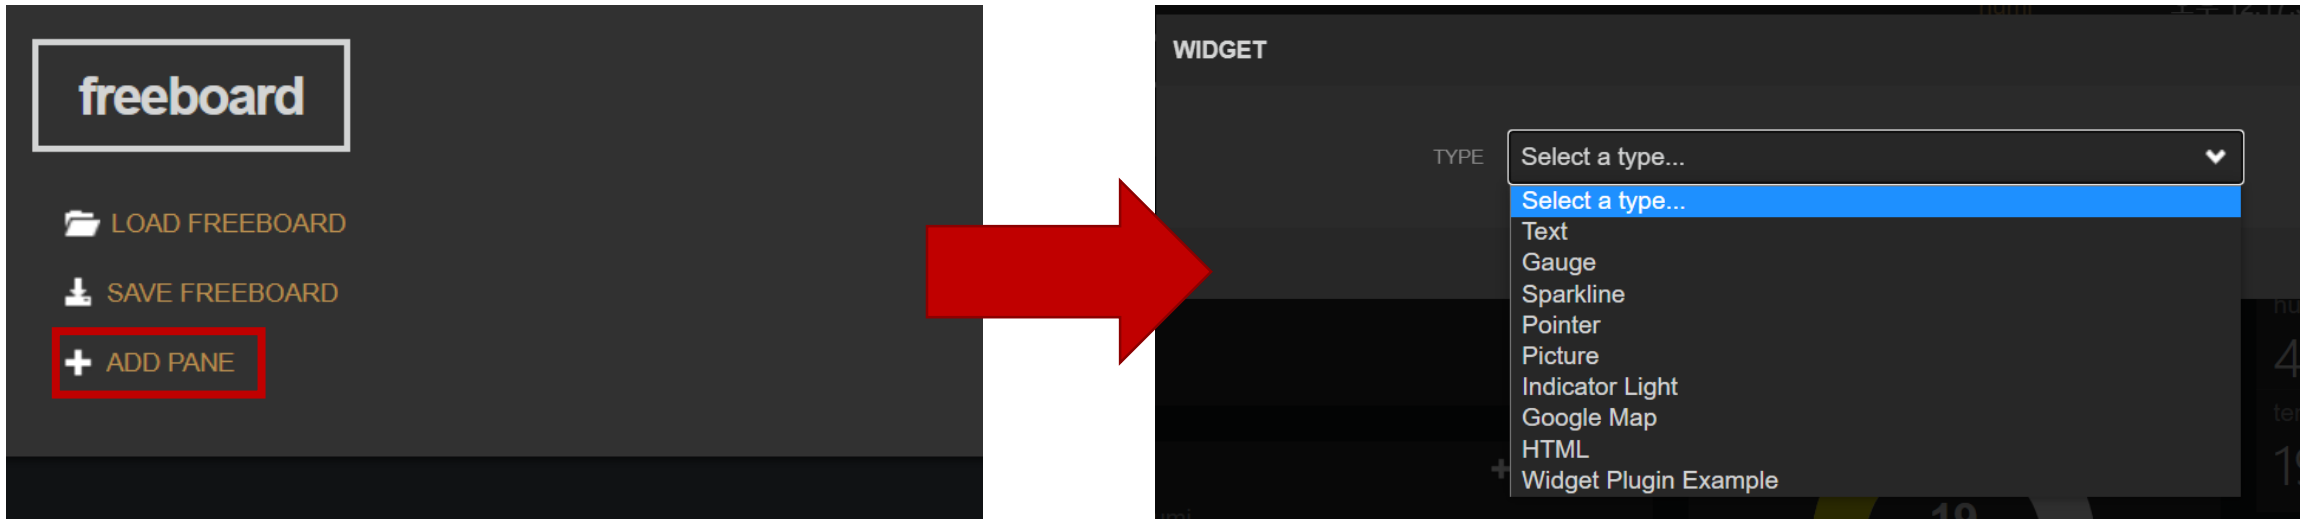 freeboard
LOAD FREEBOARD
SAVE FREEBOARD
ADD PANE
WIDGET
TYPE
Select a type...
Select a type...
Text
Gauge
Sparkline
Pointer
Picture
Indicator Light
Google Map
HTML
Widget Plugin Example
19